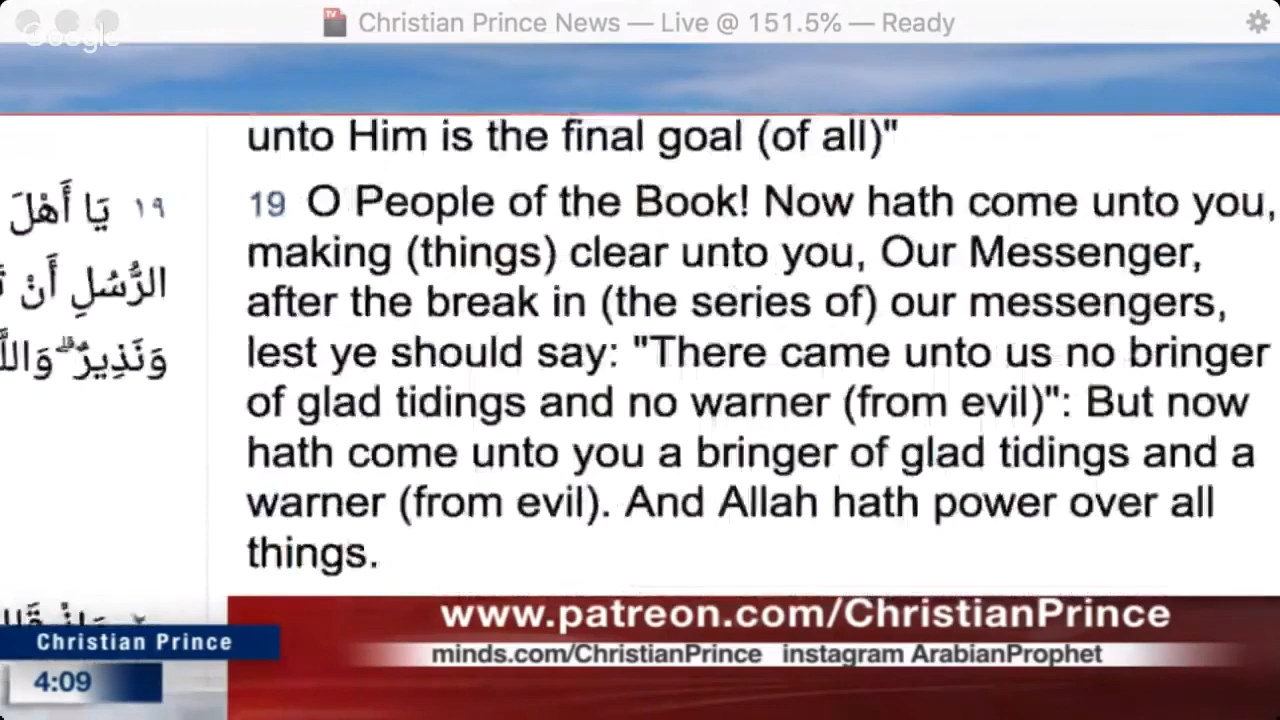 Christian Prince News — Live @ 151.5% — Ready
Google
unto Him is the final goal (of all)"
١٩ يَا أَهْلَ
الرُّسُلِ أَنْ
وَنَذِيرٌ ۗ
19 O People of the Book! Now hath come unto you,
making (things) clear unto you, Our Messenger,
after the break in (the series of) our messengers,
lest ye should say: "There came unto us no bringer
of glad tidings and no warner (from evil)": But now
hath come unto you a bringer of glad tidings and a
warner (from evil). And Allah hath power over all
things.
www.patreon.com/ChristianPrince
Christian Prince
minds.com/ChristianPrince instagram ArabianProphet
4:09